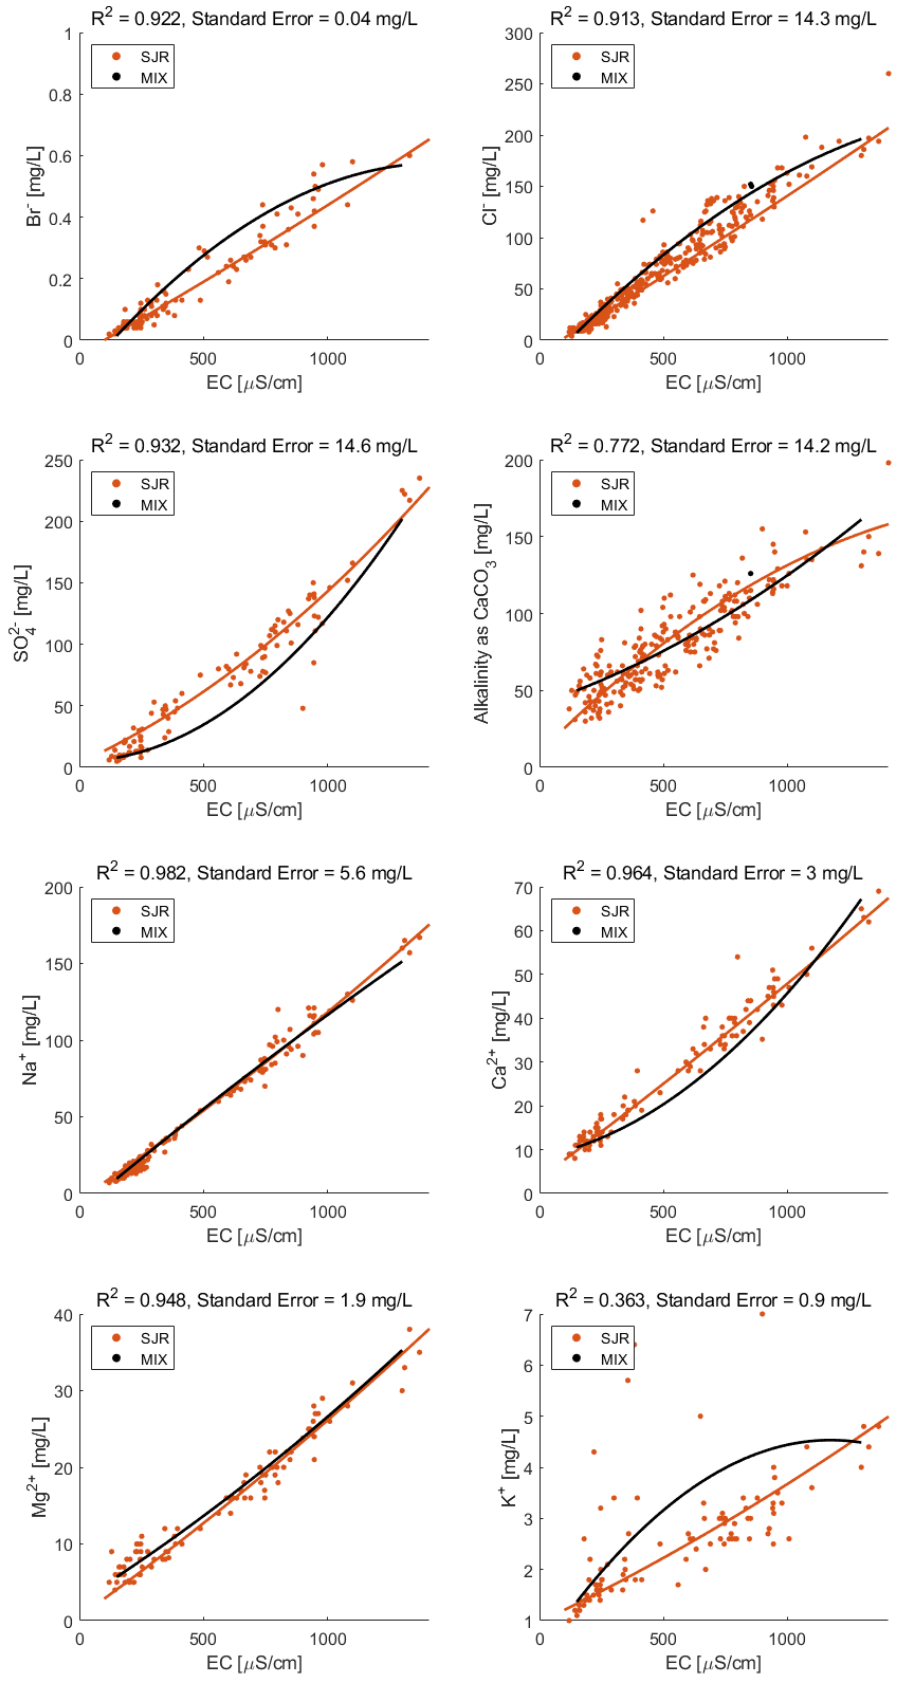 R2 = 0.922, Standard Error = 0.04 mg/L
1
0.8
0.6
0.4
0.2
0
Br- [mg/L]
SJR
MIX
0 500 1000
EC [μS/cm]
R2 = 0.913, Standard Error = 14.3 mg/L
300
250
200
150
100
50
0
Cl- [mg/L]
SJR
MIX
0 500 1000
EC [μS/cm]
R2 = 0.932, Standard Error = 14.6 mg/L
250
200
150
100
50
0
SO42- [mg/L]
SJR
MIX
0 500 1000
EC [μS/cm]
R2 = 0.772, Standard Error = 14.2 mg/L
200
150
100
50
0
Alkalinity as CaCO3 [mg/L]
SJR
MIX
0 500 1000
EC [μS/cm]
R2 = 0.982, Standard Error = 5.6 mg/L
200
150
100
50
0
Na+ [mg/L]
SJR
MIX
0 500 1000
EC [μS/cm]
R2 = 0.964, Standard Error = 3 mg/L
70
60
50
40
30
20
10
0
Ca2+ [mg/L]
SJR
MIX
0 500 1000
EC [μS/cm]
R2 = 0.948, Standard Error = 1.9 mg/L
40
30
20
10
0
Mg2+ [mg/L]
SJR
MIX
0 500 1000
EC [μS/cm]
R2 = 0.363, Standard Error = 0.9 mg/L
7
6
5
4
3
2
1
K+ [mg/L]
SJR
MIX
0 500 1000
EC [μS/cm]